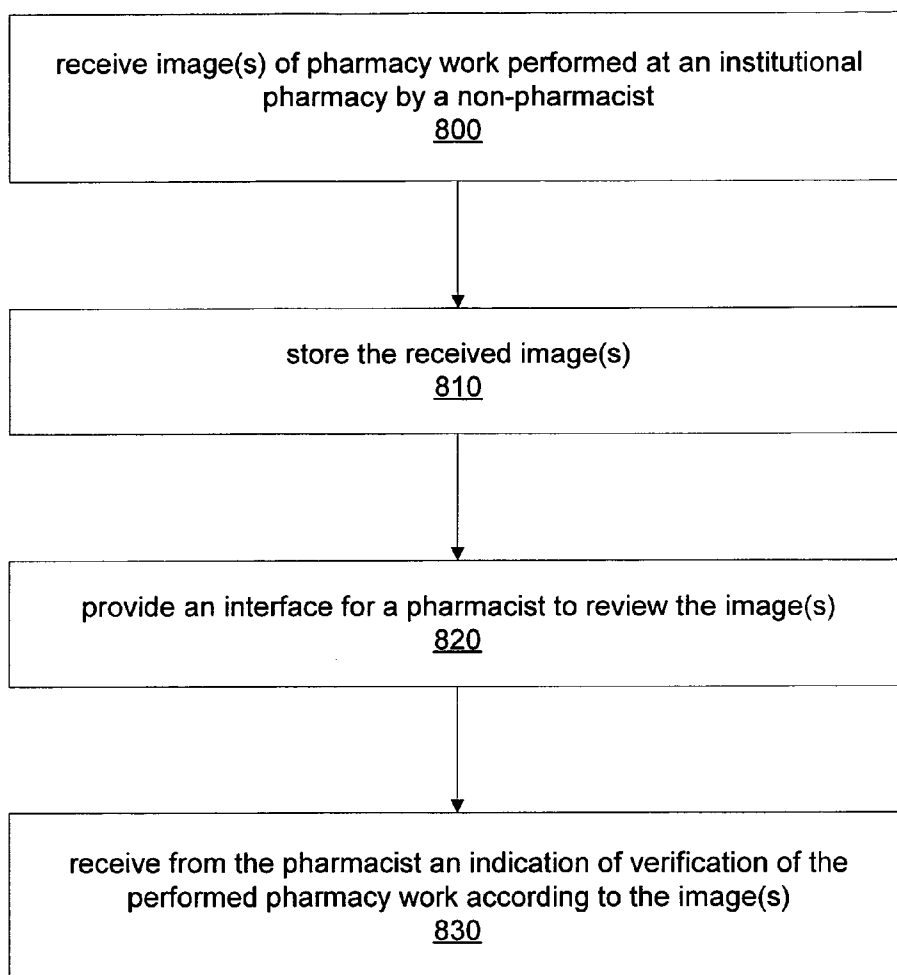 receive image(s) of pharmacy work performed at an institutional
pharmacy by a non-pharmacist
800
store the received image(s)
810
provide an interface for a pharmacist to review the image(s)
820
receive from the pharmacist an indication of verification of the
performed pharmacy work according to the image(s)
830